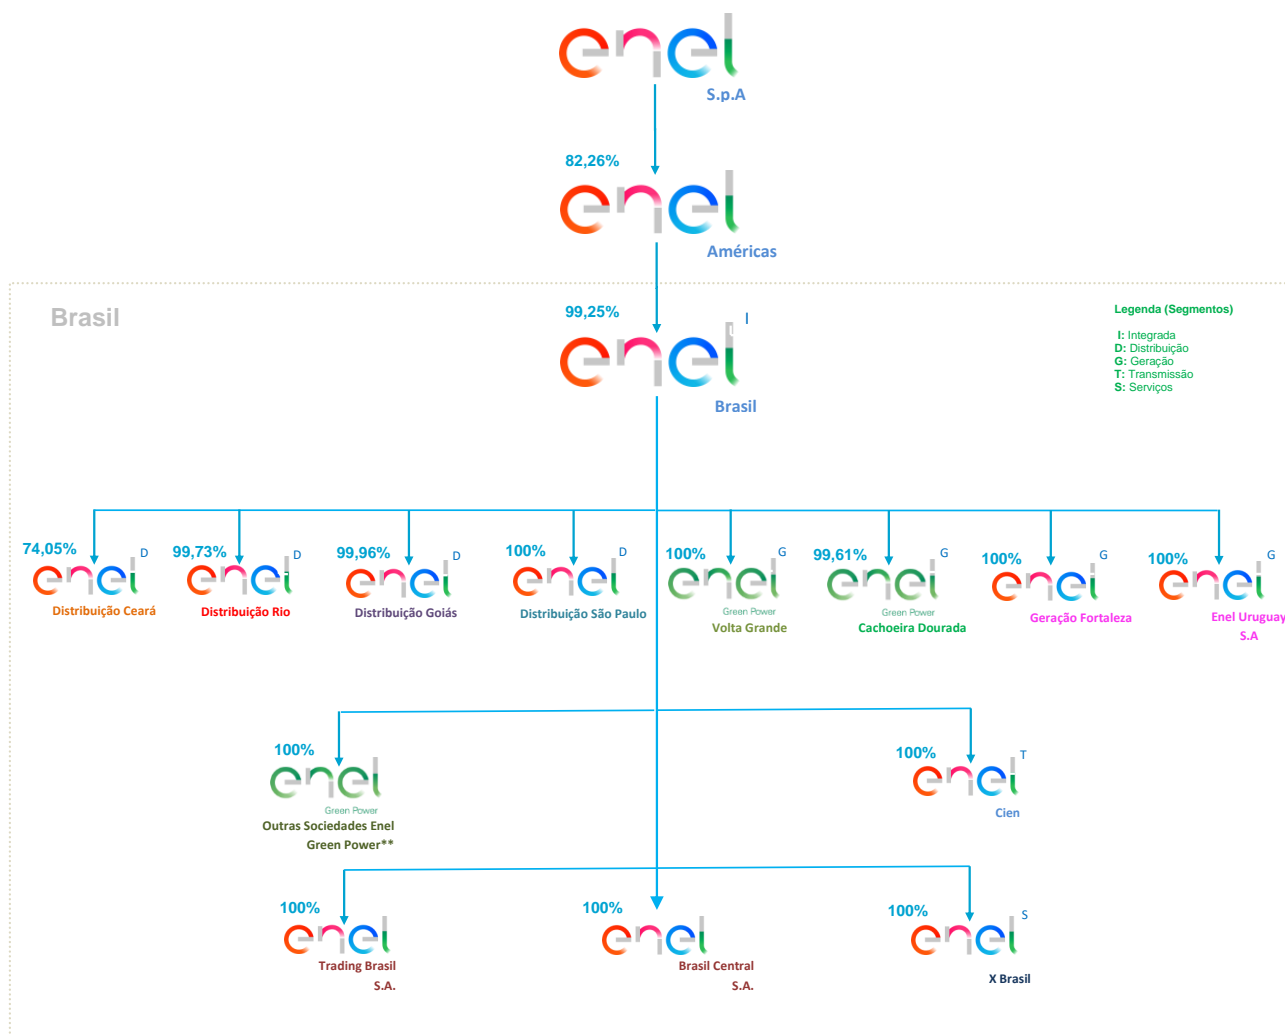 enel
S.p.A
82,26%
enel
Américas
99,25%
Brasil
I
enel
Brasil
Legenda (Segmentos)
I: Integrada
D: Distribuição
G: Geração
T: Transmissão
S: Serviços
74,05%
D
enel
Distribuição Ceará
99,73%
D
enel
Distribuição Rio
99,96%
D
enel
Distribuição Goiás
100%
D
enel
Distribuição São Paulo
100%
G
enel
Green Power
Volta Grande
99,61%
G
enel
Green Power
Cachoeira Dourada
100%
G
enel
Geração Fortaleza
100%
G
enel
Enel Uruguay
S.A
100%
enel
Green Power
Outras Sociedades Enel
Green Power**
100%
T
enel
Cien
100%
enel
Trading Brasil
S.A.
100%
enel
Brasil Central
S.A.
100%
S
enel
X Brasil